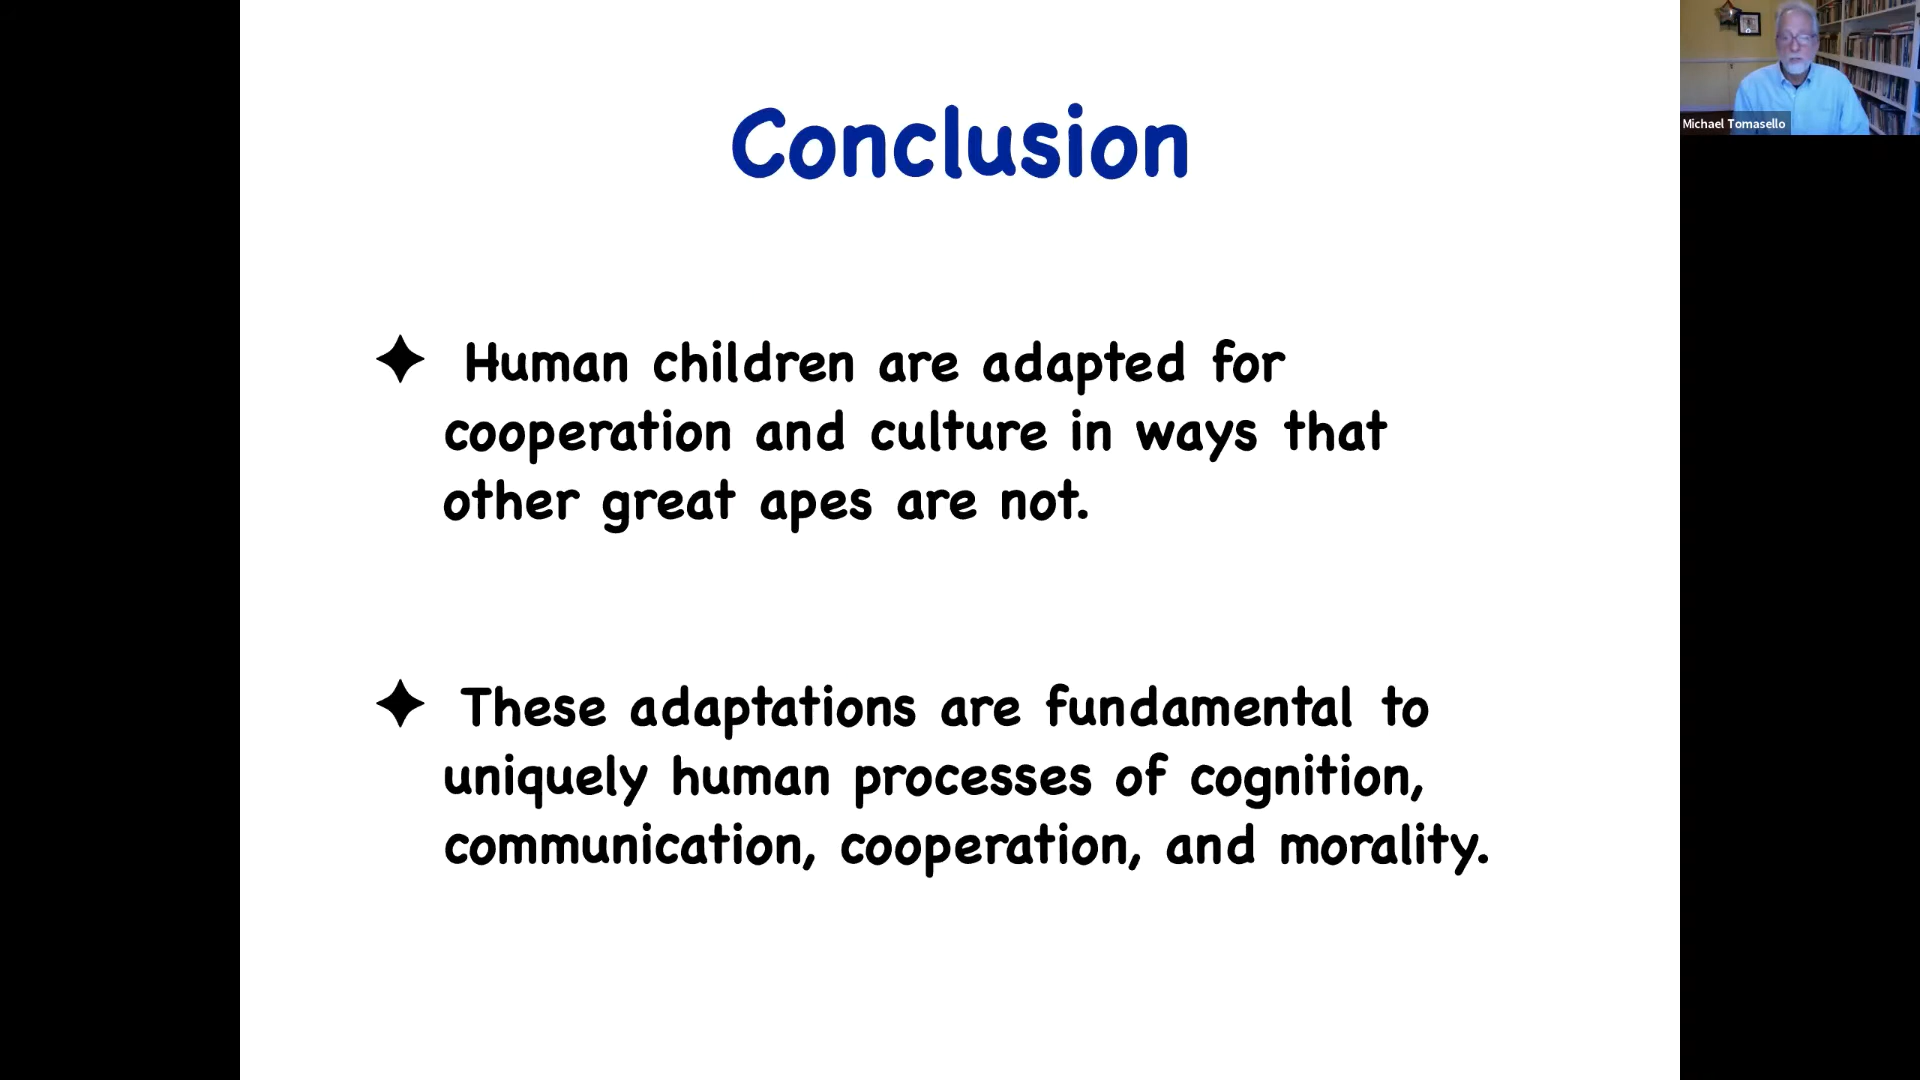 Conclusion
Michael Tomasello
✦ Human children are adapted for
cooperation and culture in ways that
other great apes are not.
✦ These adaptations are fundamental to
uniquely human processes of cognition,
communication, cooperation, and morality.